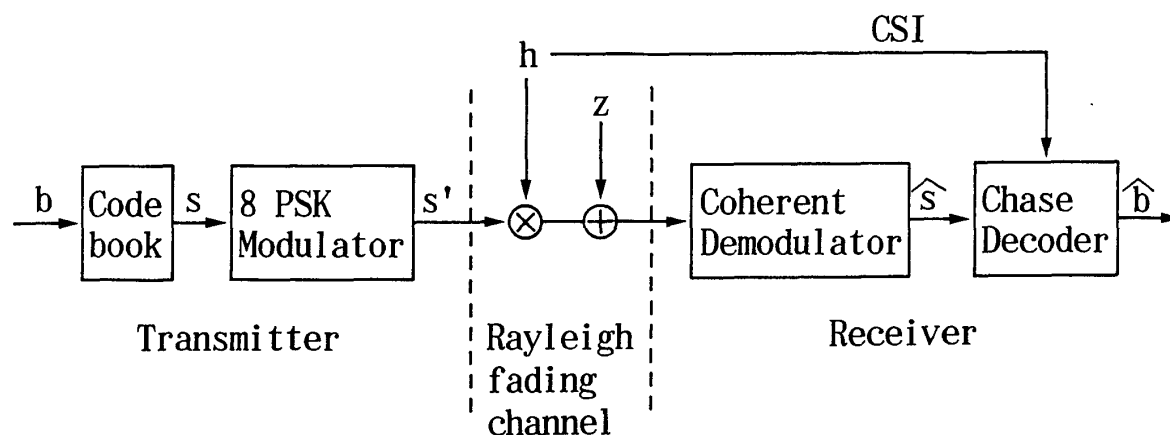 CSI
h
z
b
Code
book
s
8 PSK
Modulator
s'
Coherent
Demodulator
ŝ
Chase
Decoder
b̂
Transmitter
Rayleigh
fading
channel
Receiver